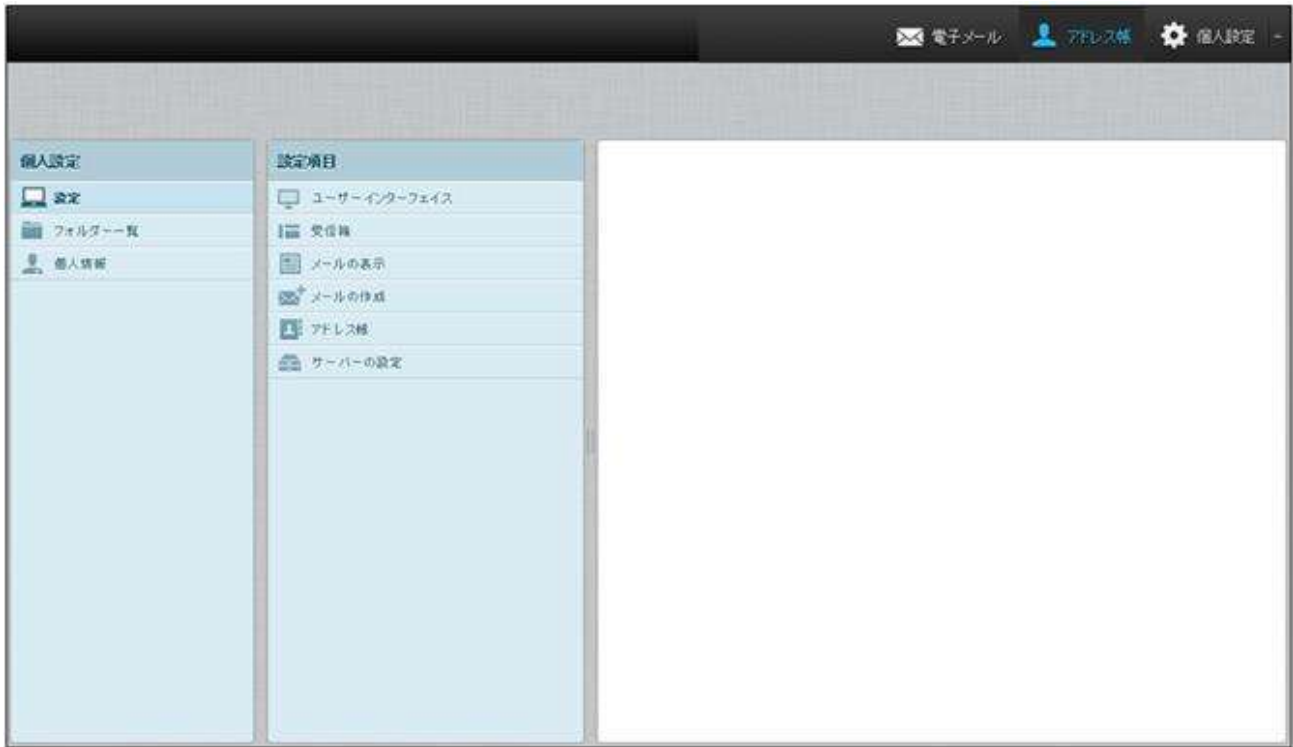 電子メール アドレス帳 個人設定
個人設定
設定
フォルダー一覧
個人情報
設定項目
ユーザーインターフェイス
受信箱
メールの表示
メールの作成
アドレス帳
サーバーの設定